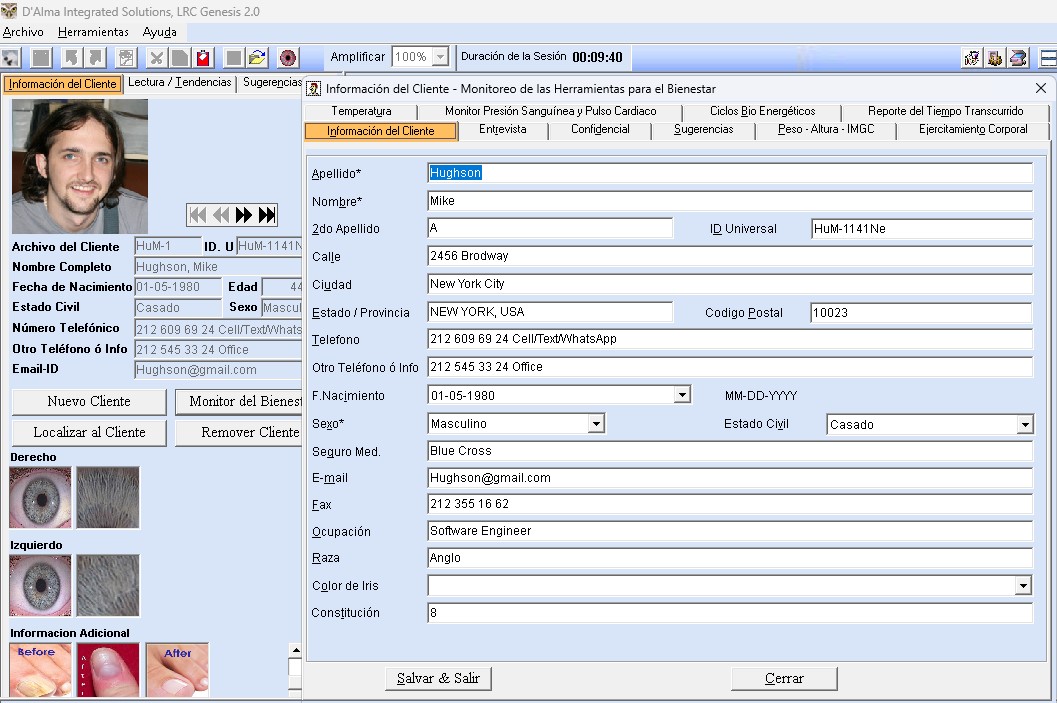 D'Alma Integrated Solutions, LRC Genesis 2.0
Archivo Herramientas Ayuda
Amplificar 100% Duración de la Sesión 00:09:40
Información del Cliente Lectura / Tendencias Sugerencias
Archivo del Cliente HuM-1 ID. U HuM-1141N
Nombre Completo Hughson, Mike
Fecha de Nacimiento 01-05-1980 Edad 44
Estado Civil Casado Sexo Mascul
Número Telefónico 212 609 69 24 Cell/Text/Whats
Otro Teléfono ó Info 212 545 33 24 Office
Email-ID Hughson@gmail.com
Nuevo Cliente Monitor del Bienest
Localizar al Cliente Remover Cliente
Derecho
Izquierdo
Informacion Adicional
Before After After
Información del Cliente - Monitoreo de las Herramientas para el Bienestar
Temperatura Monitor Presión Sanguínea y Pulso Cardiaco Ciclos Bio Energéticos Reporte del Tiempo Transcurrido
Información del Cliente Entrevista Confidencial Sugerencias Peso - Altura - IMGC Ejercitamiento Corporal
Apellido* Hughson
Nombre* Mike
2do Apellido A ID Universal HuM-1141Ne
Calle 2456 Brodway
Ciudad New York City
Estado / Provincia NEW YORK, USA Codigo Postal 10023
Telefono 212 609 69 24 Cell/Text/WhatsApp
Otro Teléfono ó Info 212 545 33 24 Office
F.Nacimiento 01-05-1980 MM-DD-YYYY
Sexo* Masculino Estado Civil Casado
Seguro Med. Blue Cross
E-mail Hughson@gmail.com
Fax 212 355 16 62
Ocupación Software Engineer
Raza Anglo
Color de Iris
Constitución 8
Salvar & Salir Cerrar